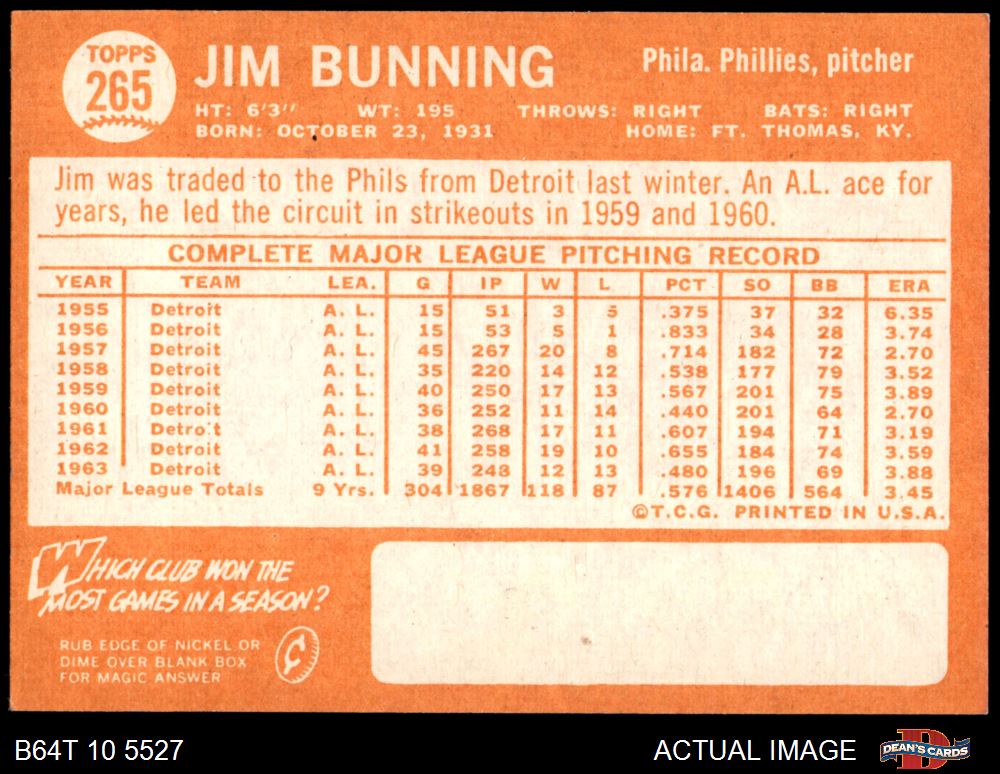 TOPPS
265
JIM BUNNING
Phila. Phillies, pitcher
HT: 6'3" WT: 195 THROWS: RIGHT BATS: RIGHT
BORN: OCTOBER 23, 1931 HOME: FT. THOMAS, KY.
Jim was traded to the Phils from Detroit last winter. An A.L. ace for
years, he led the circuit in strikeouts in 1959 and 1960.
COMPLETE MAJOR LEAGUE PITCHING RECORD
YEAR TEAM LEA. G IP W L PCT SO BB ERA
1955 Detroit A. L. 15 51 3 5 .375 37 32 6.35
1956 Detroit A. L. 15 53 5 1 .833 34 28 3.74
1957 Detroit A. L. 45 267 20 8 .714 182 72 2.70
1958 Detroit A. L. 35 220 14 12 .538 177 79 3.52
1959 Detroit A. L. 40 250 17 13 .567 201 75 3.89
1960 Detroit A. L. 36 252 11 14 .440 201 64 2.70
1961 Detroit A. L. 38 268 17 11 .607 194 71 3.19
1962 Detroit A. L. 41 258 19 10 .655 184 74 3.59
1963 Detroit A. L. 39 248 12 13 .480 196 69 3.88
Major League Totals 9 Yrs. 304 1867 118 87 .576 1406 564 3.45
©T.C.G. PRINTED IN U.S.A.
WHICH CLUB WON THE
MOST GAMES IN A SEASON?
RUB EDGE OF NICKEL OR
DIME OVER BLANK BOX
FOR MAGIC ANSWER
¢
B64T 10 5527
ACTUAL IMAGE
DEAN'S CARDS